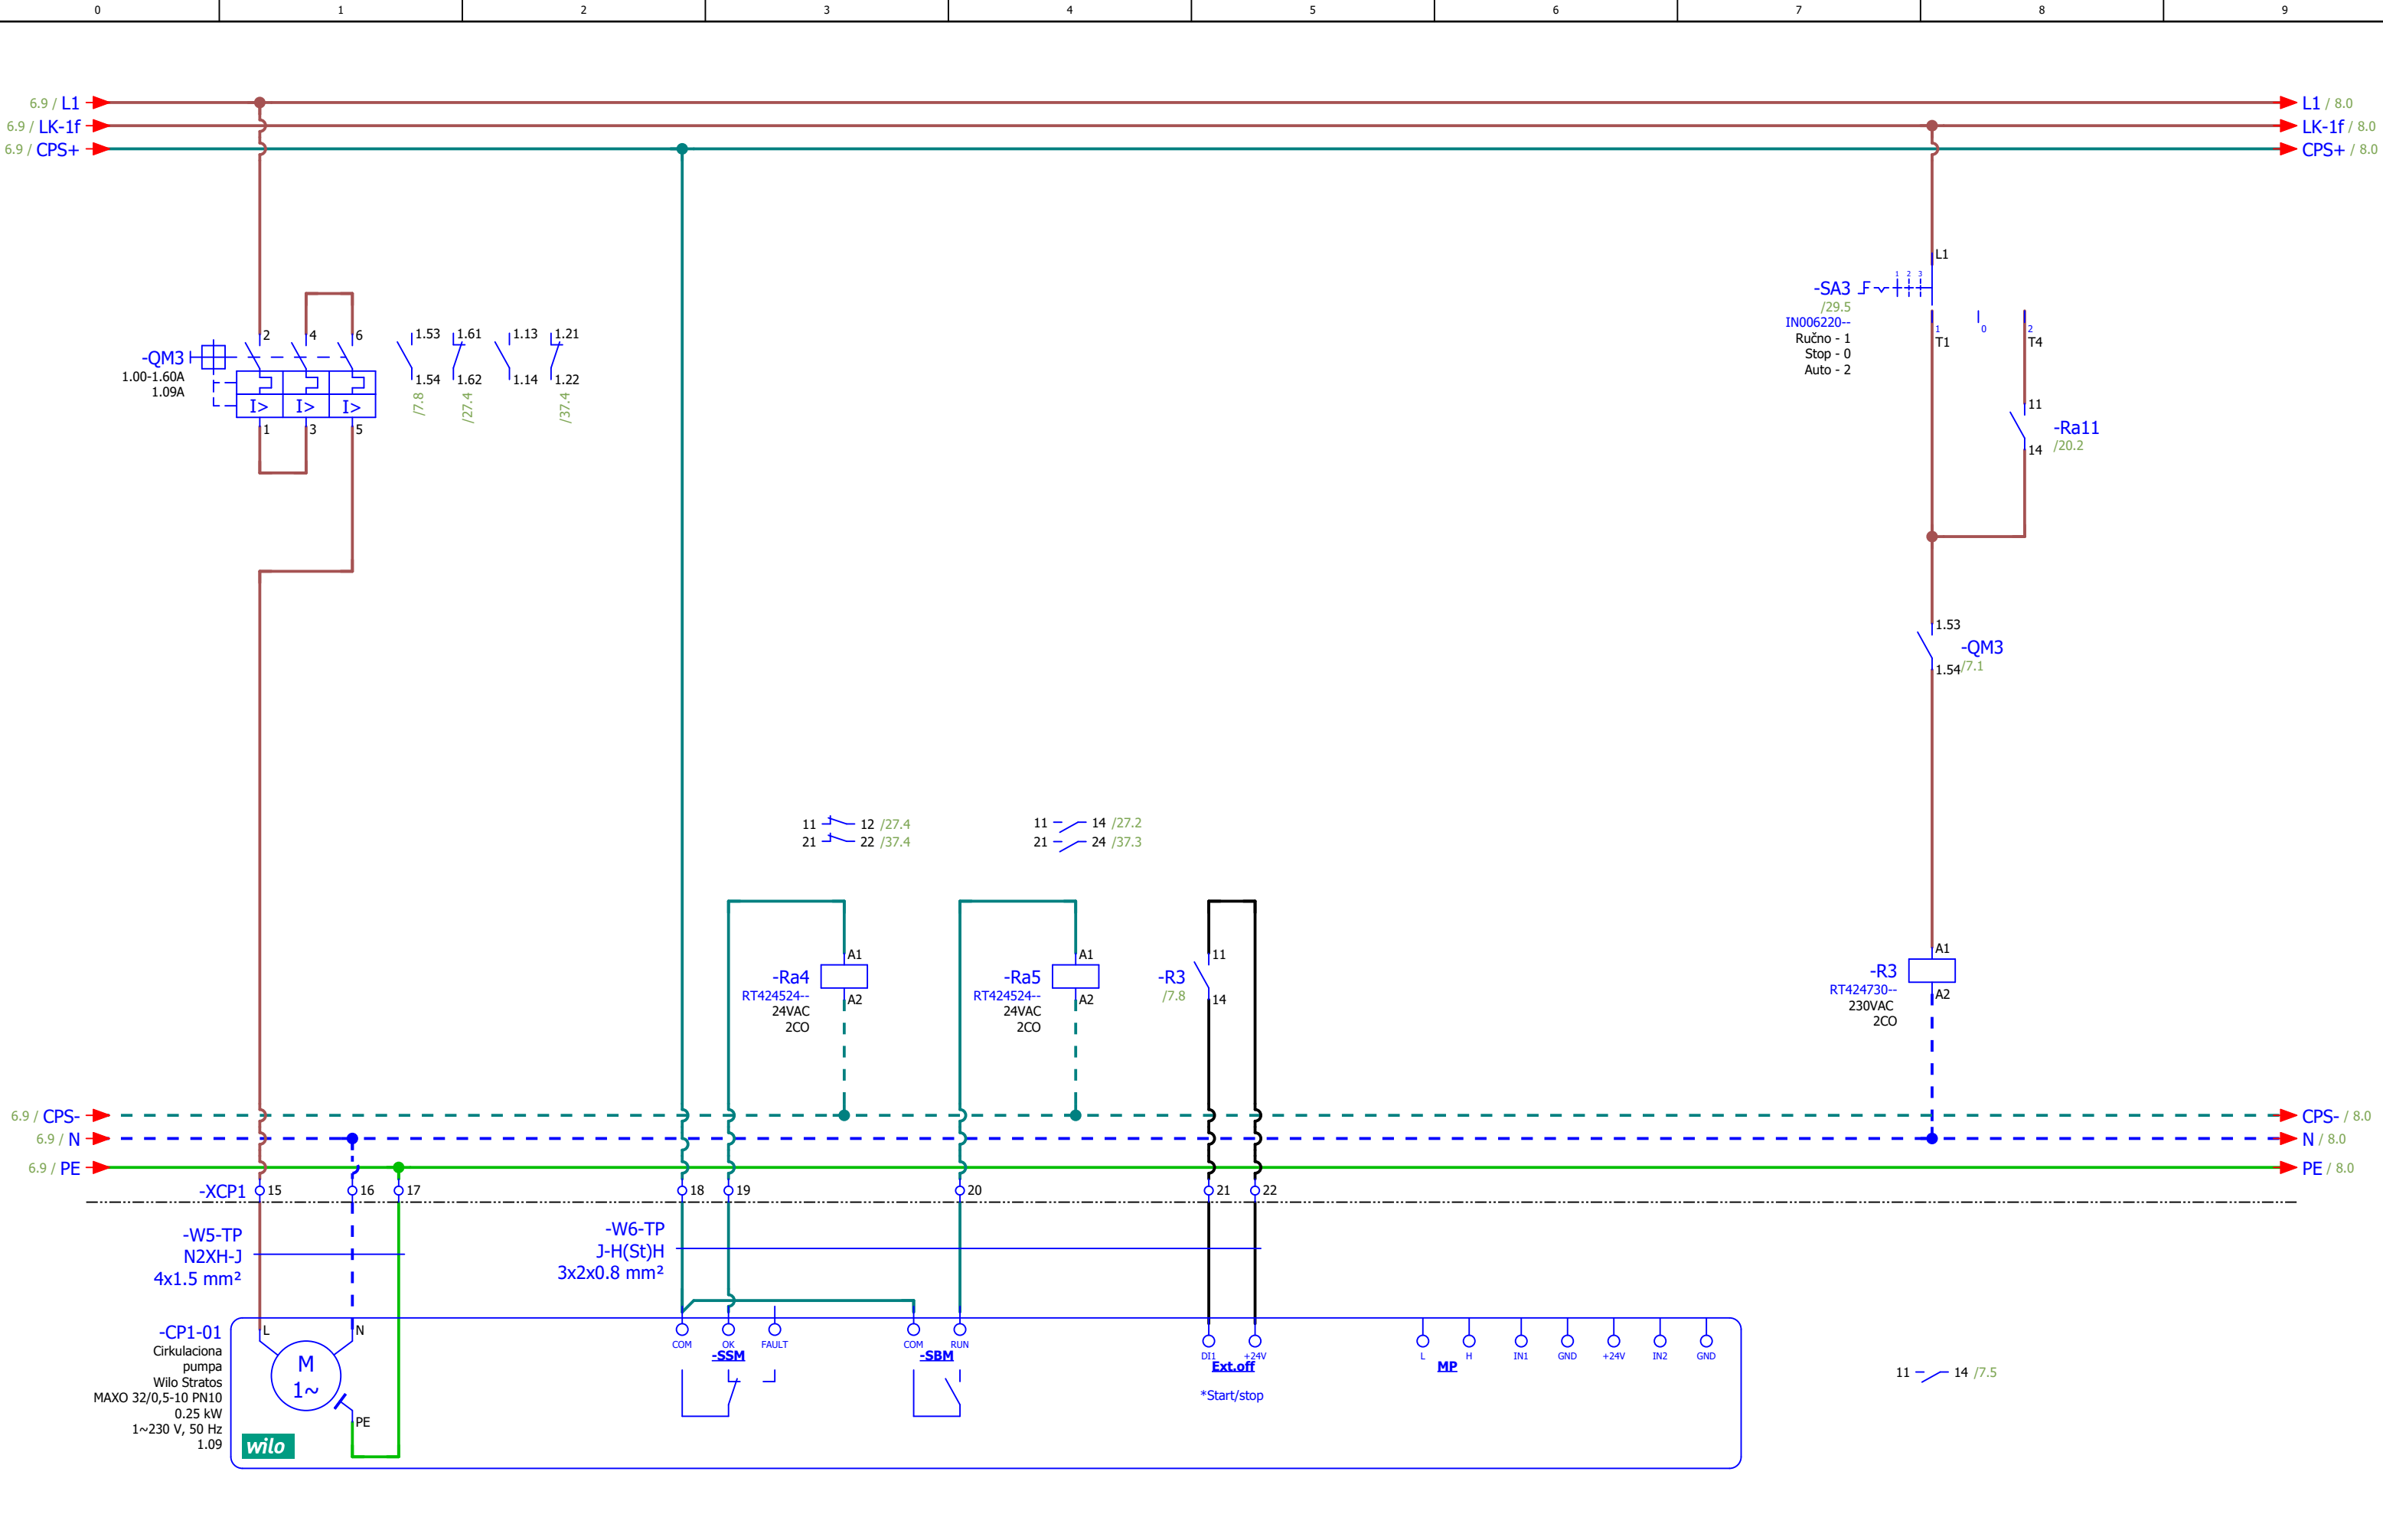 0 1 2 3 4 5 6 7 8 9
6.9 / L1
L1 / 8.0
6.9 / LK-1f
LK-1f / 8.0
6.9 / CPS+
CPS+ / 8.0
L1
-SA3
1 2 3
/29.5
IN006220--
Ručno - 1
Stop - 0
Auto - 2
1 0 2
T1 T4
-QM3
1.00-1.60A
1.09A
2 4 6
I> I> I>
1 3 5
1.53 1.61 1.13 1.21
1.54 1.62 1.14 1.22
/7.8 /27.4 /37.4
11
-Ra11
/20.2
14
1.53
-QM3
1.54 /7.1
11 12 /27.4
21 22 /37.4
11 14 /27.2
21 24 /37.3
A1
-Ra4
RT424524--
A2
24VAC
2CO
A1
-Ra5
RT424524--
A2
24VAC
2CO
11
-R3
/7.8
14
A1
-R3
RT424730--
A2
230VAC
2CO
6.9 / CPS-
CPS- / 8.0
6.9 / N
N / 8.0
6.9 / PE
PE / 8.0
-XCP1 15 16 17 18 19 20 21 22
-W5-TP
N2XH-J
4x1.5 mm²
-W6-TP
J-H(St)H
3x2x0.8 mm²
-CP1-01
Cirkulaciona
pumpa
Wilo Stratos
MAXO 32/0,5-10 PN10
0.25 kW
1~230 V, 50 Hz
1.09
L N
M
1~
PE
wilo
COM OK FAULT
-SSM
COM RUN
-SBM
DI1 +24V
Ext.off
*Start/stop
L H IN1 GND +24V IN2 GND
MP
11 14 /7.5